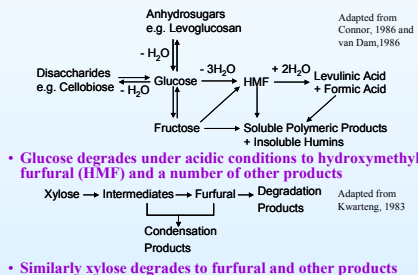 Anhydrosugars
e.g. Levoglucosan
Adapted from
Connor, 1986 and
van Dam,1986
- H2O
Disaccharides
e.g. Cellobiose
- H2O
Glucose
- 3H2O
HMF
+ 2H2O
Levulinic Acid
+ Formic Acid
Fructose
Soluble Polymeric Products
+ Insoluble Humins
• Glucose degrades under acidic conditions to hydroxymethyl
furfural (HMF) and a number of other products
Xylose
Intermediates
Furfural
Degradation
Products
Adapted from
Kwarteng, 1983
Condensation
Products
• Similarly xylose degrades to furfural and other products